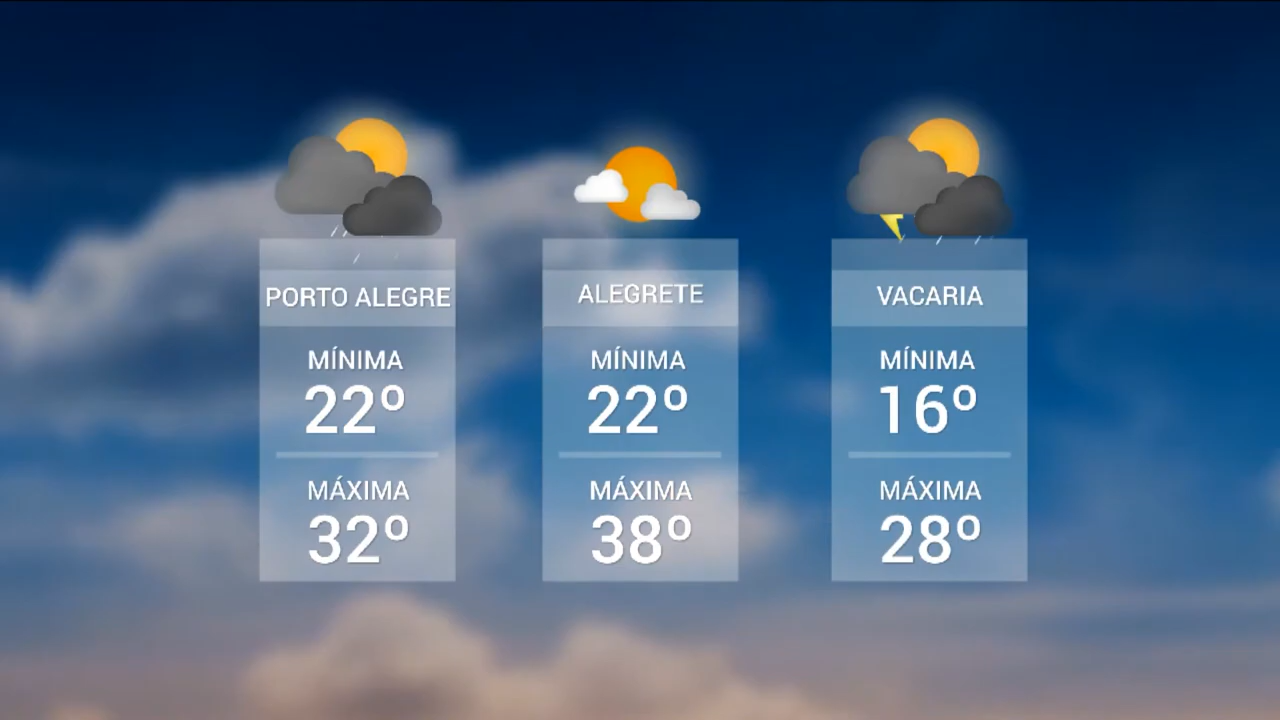 PORTO ALEGRE
MÍNIMA
22º
MÁXIMA
32º
ALEGRETE
MÍNIMA
22º
MÁXIMA
38º
VACARIA
MÍNIMA
16º
MÁXIMA
28º